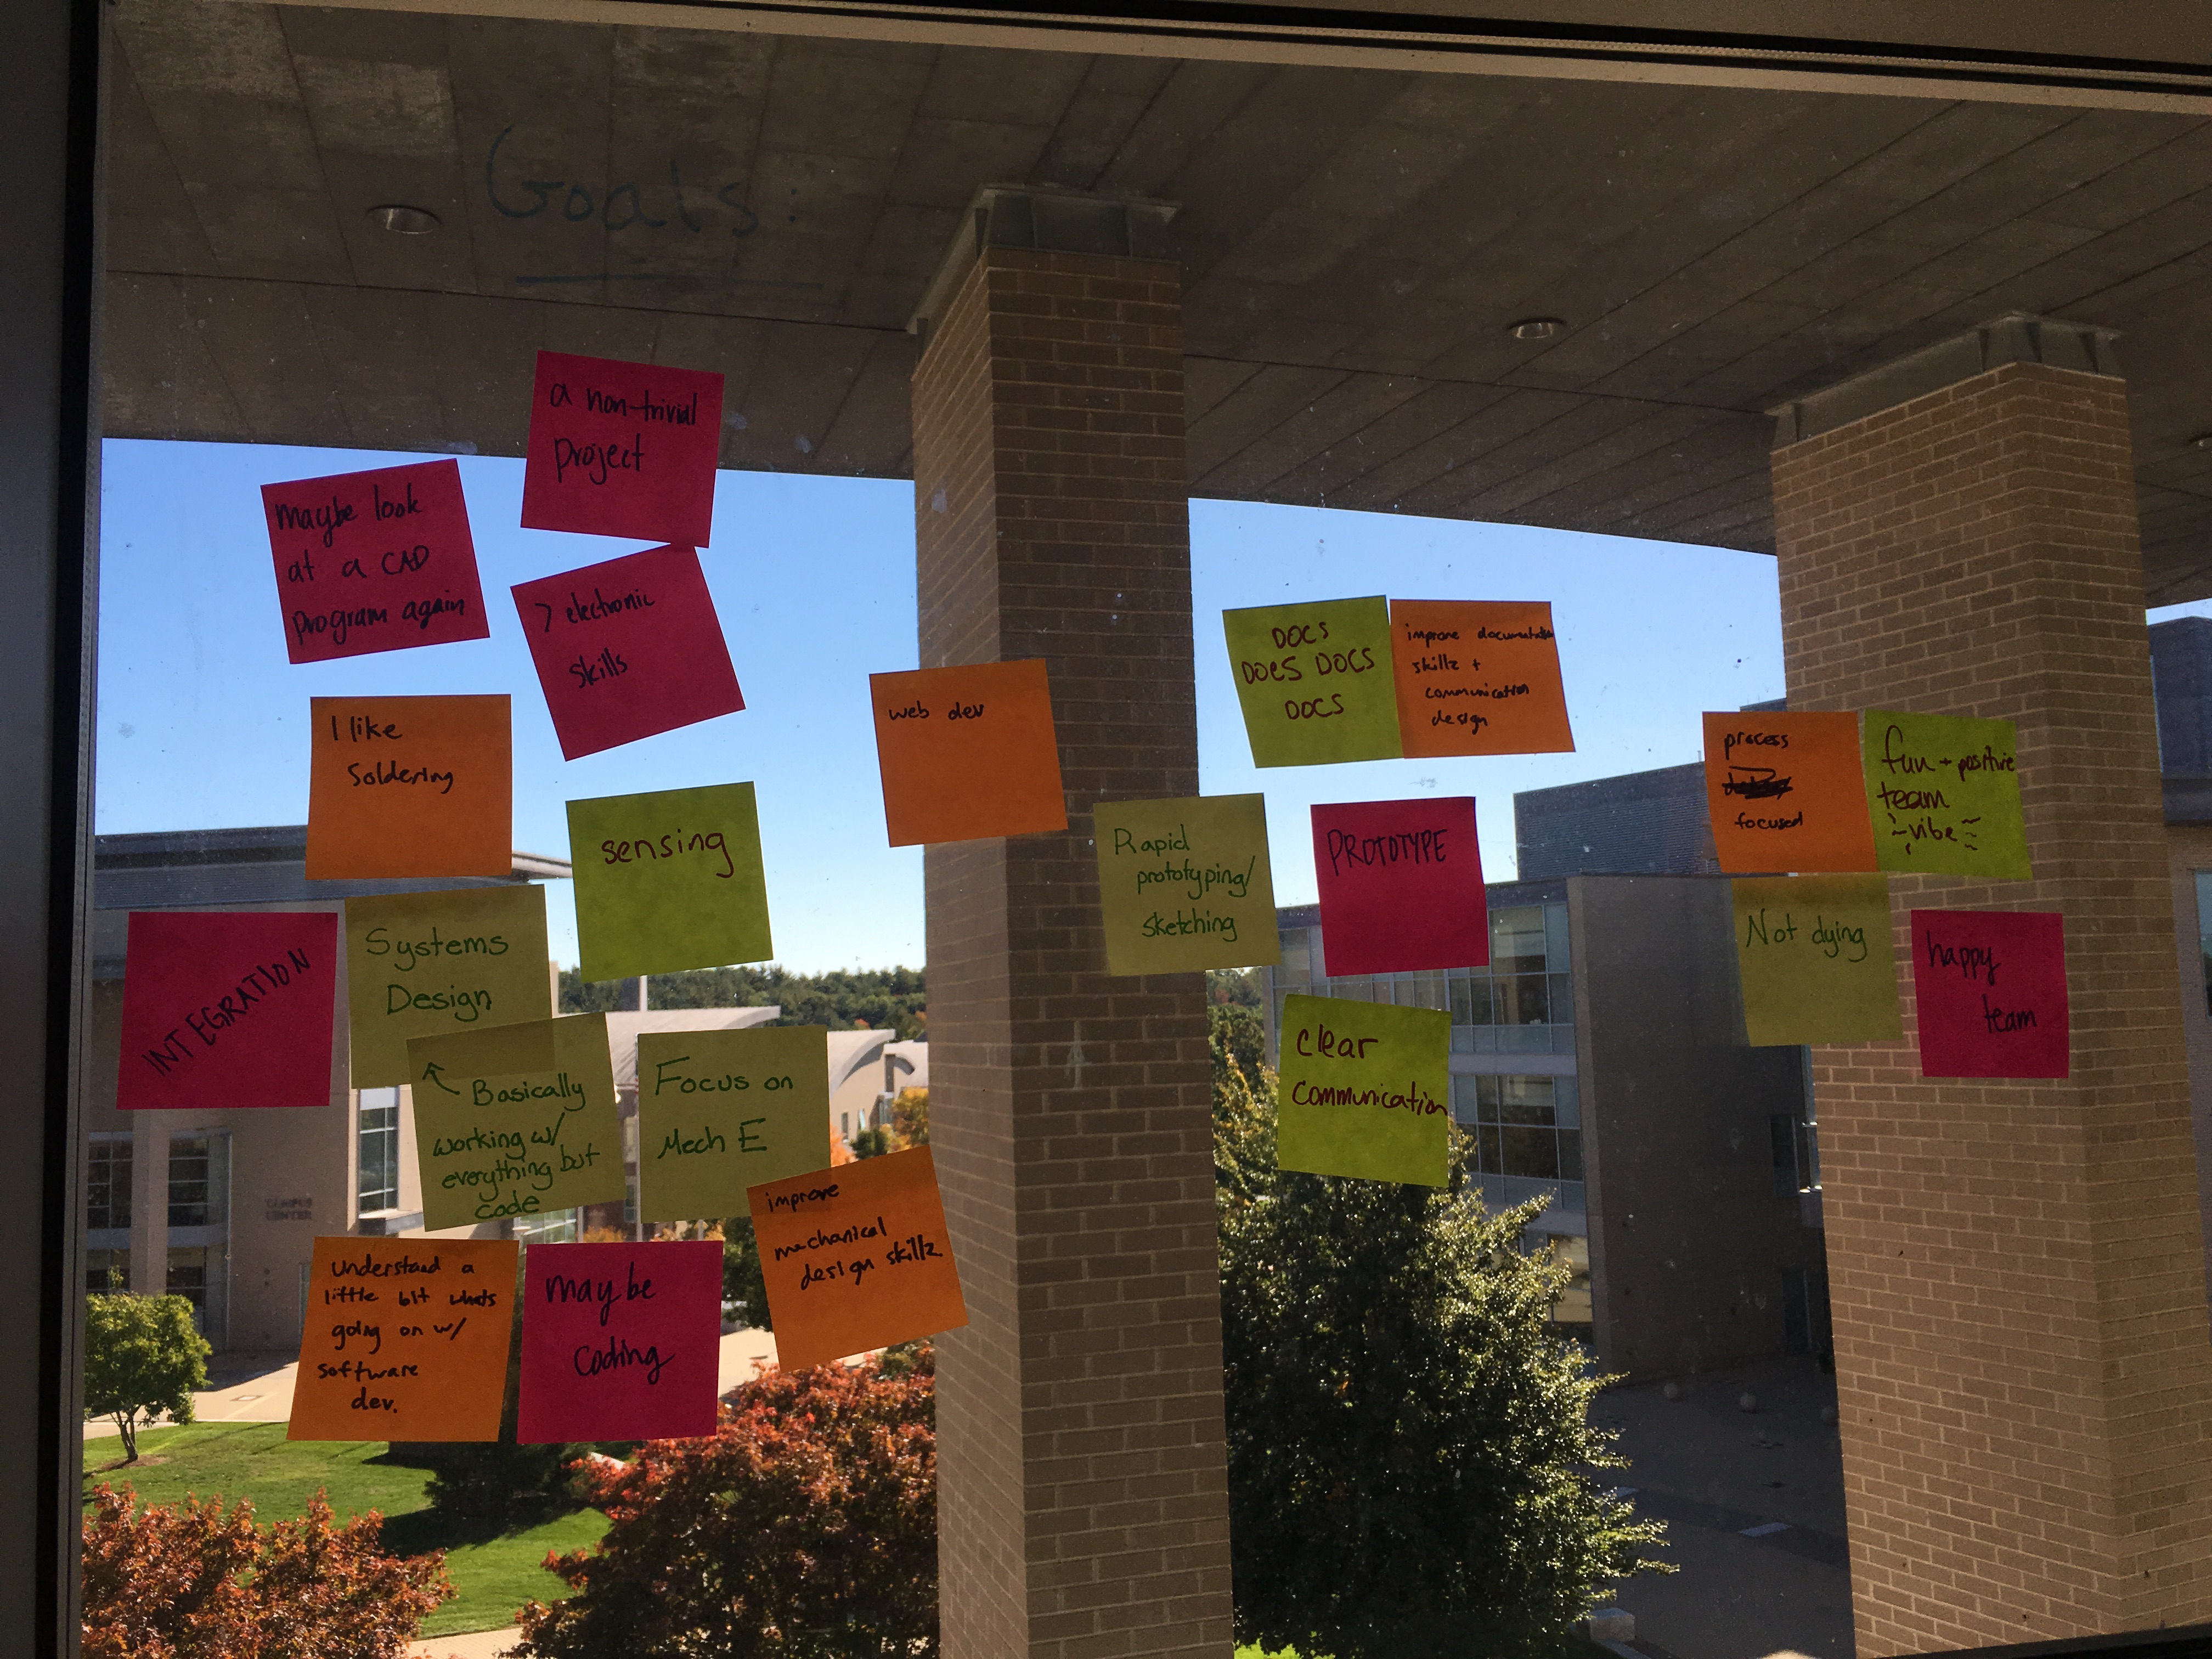 Goals:
a non-trivial
project
maybe look
at a CAD
program again
> electronic
skills
I like
soldering
sensing
web dev
DOCS
DOCS DOCS
DOCS
improve documentation
skillz +
communication
design
process
focused
fun + positive
team
~vibe~
Rapid
prototyping/
sketching
PROTOTYPE
Not dying
happy
team
INTEGRATION
Systems
Design
↖ Basically
working w/
everything but
code
Focus on
Mech E
clear
communication
improve
mechanical
design skillz
understand a
little bit whats
going on w/
software
dev.
maybe
coding
CAMPUS
CENTER